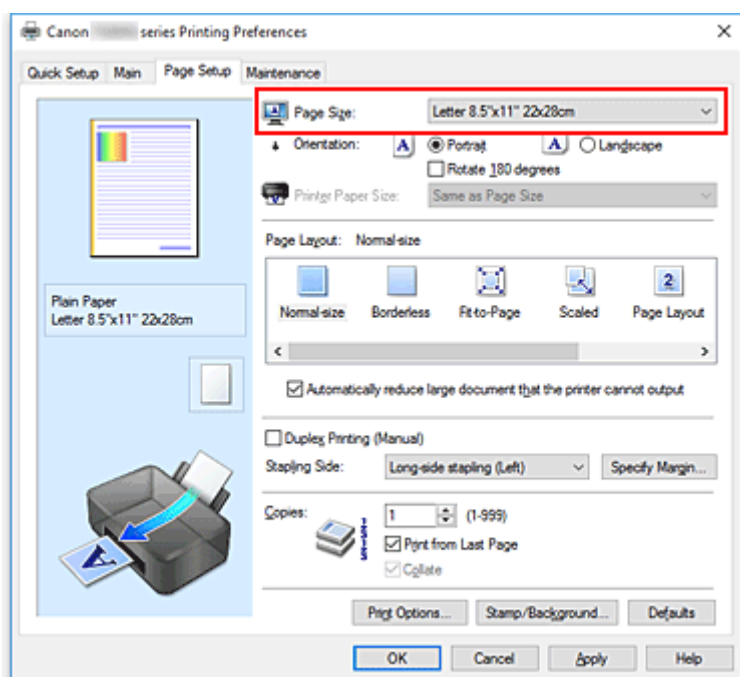 Canon series Printing Preferences
Quick Setup Main Page Setup Maintenance
Page Size: Letter 8.5"x11" 22x28cm
Orientation: A Portrait A Landscape
Rotate 180 degrees
Printer Paper Size: Same as Page Size
Page Layout: Normal-size
2
Normal-size Borderless Fit-to-Page Scaled Page Layout
Plain Paper
Letter 8.5"x11" 22x28cm
Automatically reduce large document that the printer cannot output
Duplex Printing (Manual)
Stapling Side: Long-side stapling (Left) Specify Margin...
Copies: 1 (1-999)
Print from Last Page
Collate
A
Print Options... Stamp/Background... Defaults
OK Cancel Apply Help